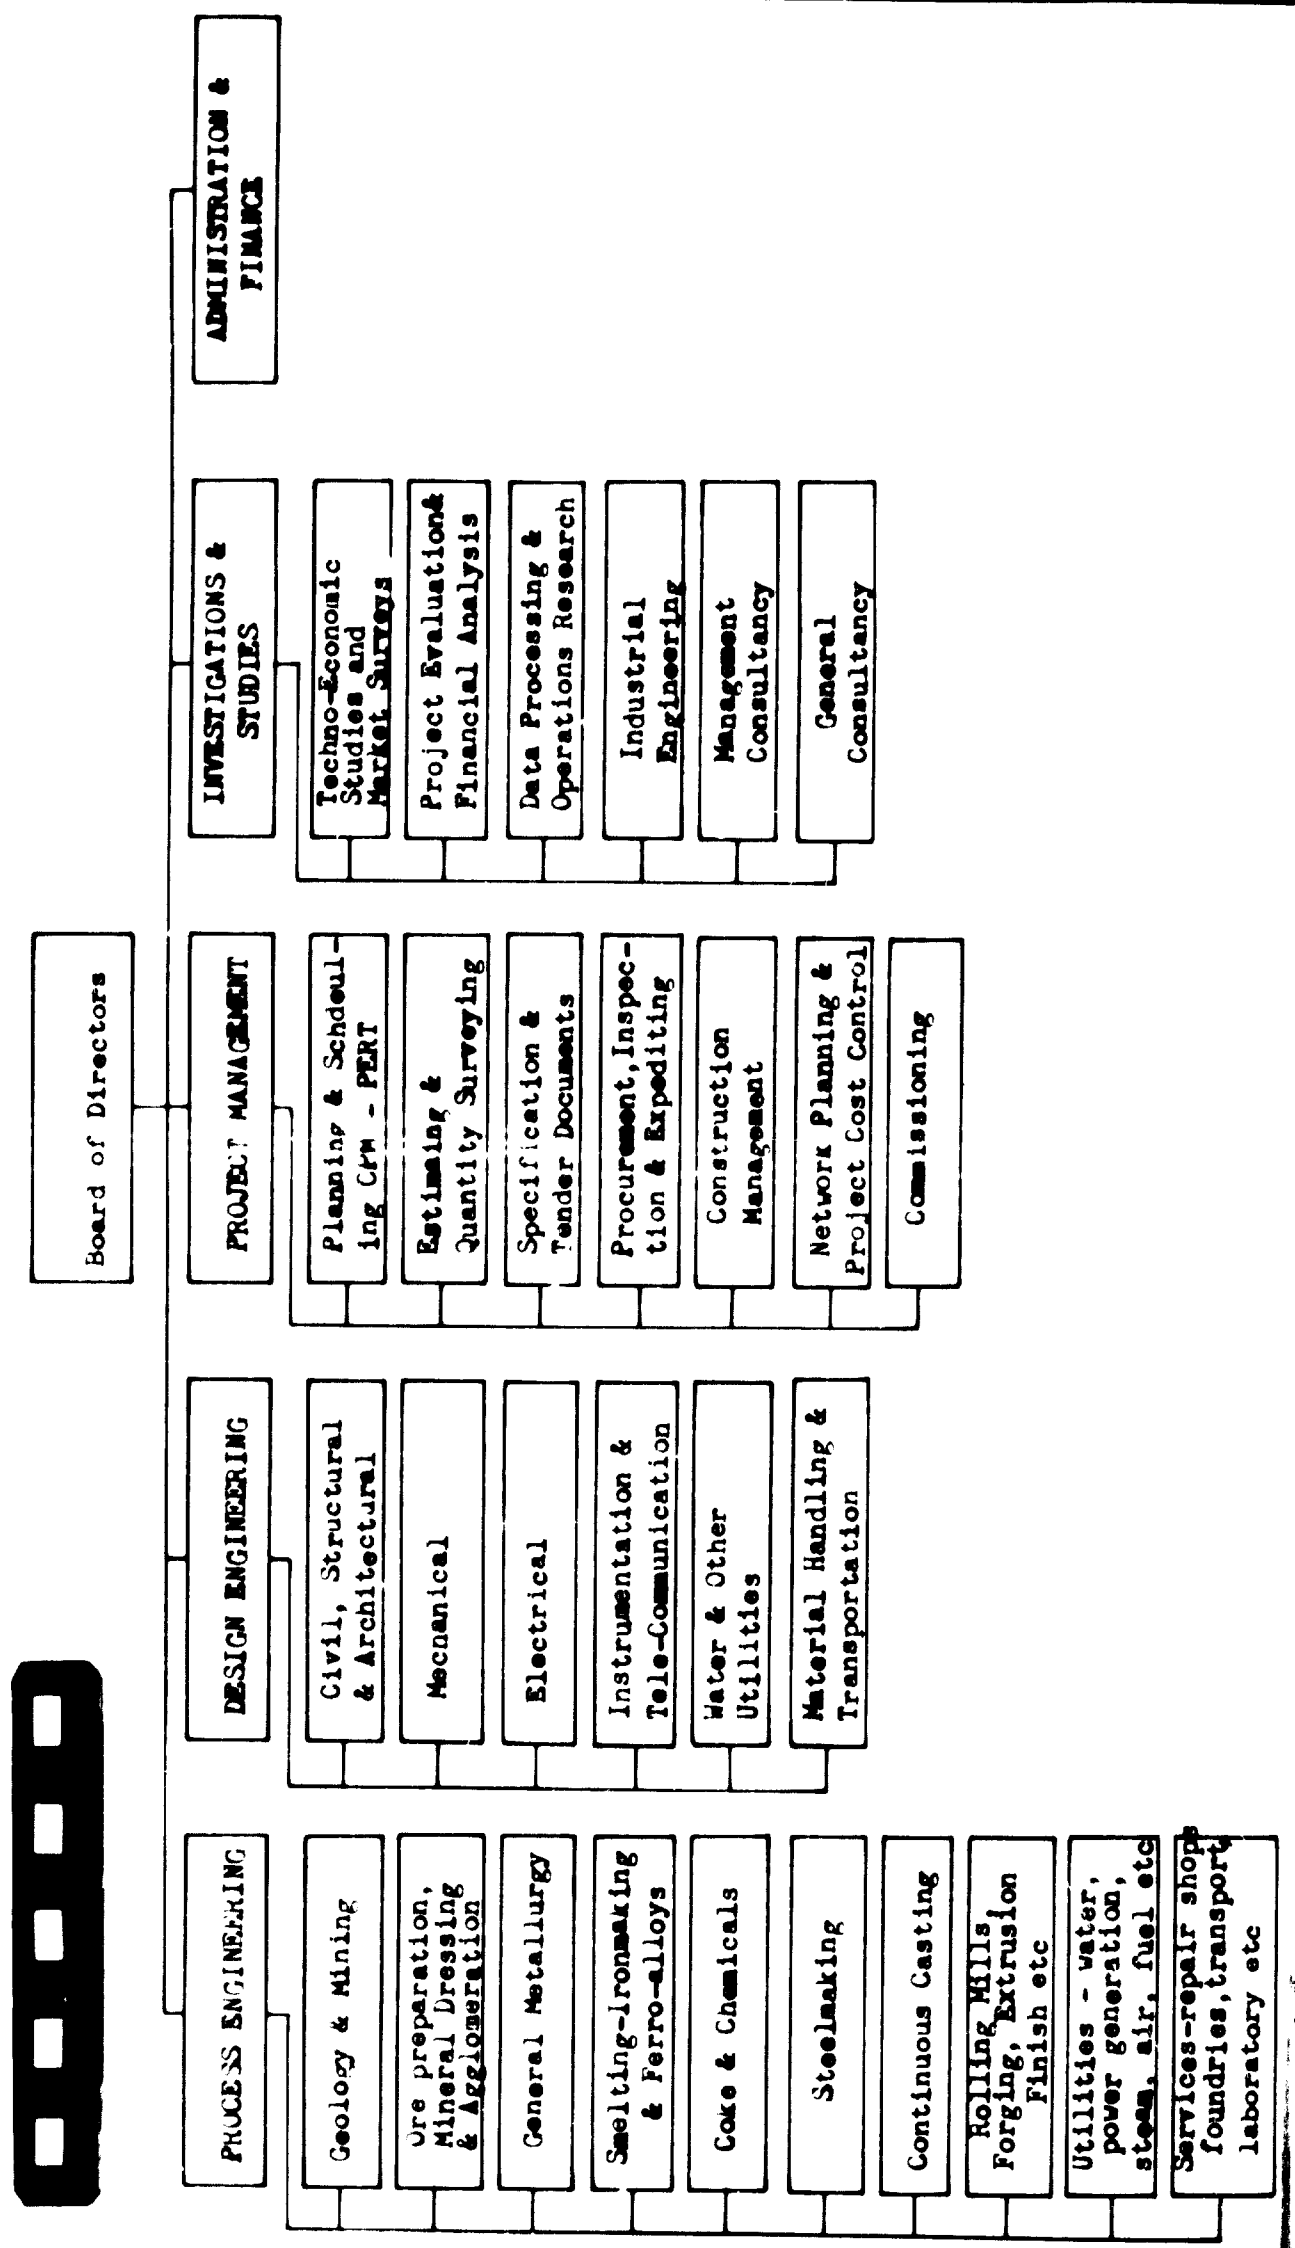 Board of Directors
PROCESS ENGINEERING
Geology & Mining
Ore preparation,
Mineral Dressing
& Agglomeration
General Metallurgy
Smelting-Ironmaking
& Ferro-alloys
Coke & Chemicals
Steelmaking
Continuous Casting
Rolling Mills,
Forging, Extrusion
Finish etc
Utilities - water,
power generation,
steam, air, fuel etc
Services-repair shops
foundries,transport,
laboratory etc
DESIGN ENGINEERING
Civil, Structural
& Architectural
Mechanical
Electrical
Instrumentation &
Tele-Communication
Water & Other
Utilities
Material Handling &
Transportation
PROJECT MANAGEMENT
Planning & Schdeul-
ing CPM - PERT
Estimaing &
Quantity Surveying
Specification &
Tender Documents
Procurement,Inspec-
tion & Expediting
Construction
Management
Network Planning &
Project Cost Control
Commissioning
INVESTIGATIONS &
STUDIES
Techno-Economic
Studies and
Market Surveys
Project Evaluation&
Financial Analysis
Data Processing &
Operations Research
Industrial
Engineering
Management
Consultancy
General
Consultancy
ADMINISTRATION &
FINANCE